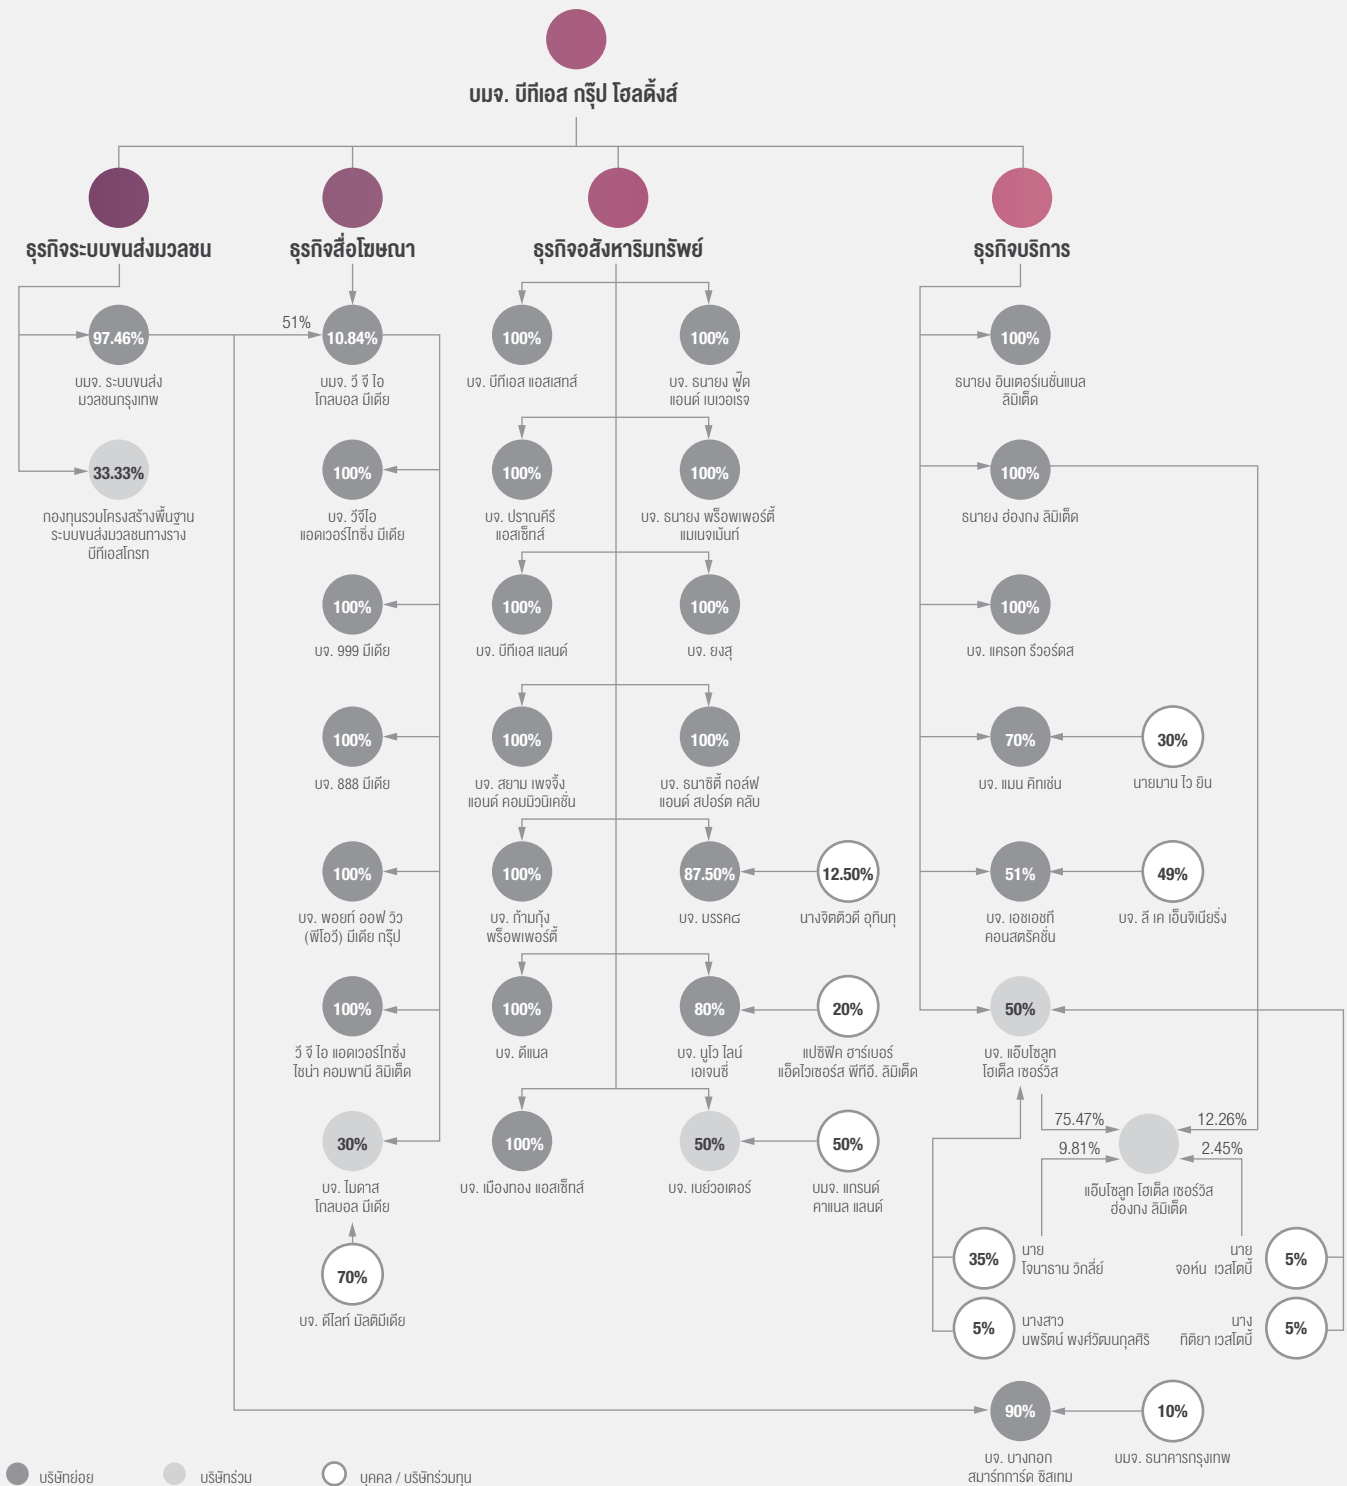 บมจ. บีทีเอส กรุ๊ป โฮลดิ้งส์
ธุรกิจระบบขนส่งมวลชน
ธุรกิจสื่อโฆษณา
ธุรกิจอสังหาริมทรัพย์
ธุรกิจบริการ
97.46%
บมจ. ระบบขนส่ง
มวลชนกรุงเทพ
33.33%
กองทุนรวมโครงสร้างพื้นฐาน
ระบบขนส่งมวลชนทางราง
บีทีเอสโกรท
51%
10.84%
บมจ. วี จี ไอ
โกลบอล มีเดีย
100%
บจ. วีจีไอ
แอดเวอร์ไทซิ่ง มีเดีย
100%
บจ. 999 มีเดีย
100%
บจ. 888 มีเดีย
100%
บจ. พอยท์ ออฟ วิว
(พีโอวี) มีเดีย กรุ๊ป
100%
วี จี ไอ แอดเวอร์ไทซิ่ง
ไชน่า คอมพานี ลิมิเต็ด
30%
บจ. ไมดาส
โกลบอล มีเดีย
70%
บจ. ดีไลท์ มัลติมีเดีย
100%
บจ. บีทีเอส แอสเสทส์
100%
บจ. ธนายง ฟู้ด
แอนด์ เบเวอเรจ
100%
บจ. ปราณคีรี
แอสเซ็ทส์
100%
บจ. ธนายง พร็อพเพอร์ตี้
แมเนจเม้นท์
100%
บจ. บีทีเอส แลนด์
100%
บจ. ยงสุ
100%
บจ. สยาม เพจจิ้ง
แอนด์ คอมมิวนิเคชั่น
100%
บจ. ธนาซิตี้ กอล์ฟ
แอนด์ สปอร์ต คลับ
100%
บจ. ก้ามกุ้ง
พร็อพเพอร์ตี้
87.50%
บจ. มรรค๘
12.50%
นางจิตติวดี อุทินทุ
100%
บจ. ดีแนล
80%
บจ. นูโว ไลน์
เอเจนซี่
20%
แปซิฟิค ฮาร์เบอร์
แอ็ดไวเซอร์ส พีทีอี. ลิมิเต็ด
100%
บจ. เมืองทอง แอสเซ็ทส์
50%
บจ. เบย์วอเตอร์
50%
บมจ. แกรนด์
คาแนล แลนด์
100%
ธนายง อินเตอร์เนชั่นแนล
ลิมิเต็ด
100%
ธนายง ฮ่องกง ลิมิเต็ด
100%
บจ. แครอท รีวอร์ดส
70%
บจ. แมน คิทเช่น
30%
นายมาน ไว ยิน
51%
บจ. เอชเอชที
คอนสตรัคชั่น
49%
บจ. ลี เค เอ็นจิเนียริ่ง
50%
บจ. แอ๊บโซลูท
โฮเต็ล เซอร์วิส
75.47%
12.26%
9.81%
2.45%
แอ๊บโซลูท โฮเต็ล เซอร์วิส
ฮ่องกง ลิมิเต็ด
35%
นาย
โจนาธาน วิกลี่ย์
นาย
จอห์น เวสโตบี้
5%
5%
นางสาว
นพรัตน์ พงศ์วัฒนกุลศิริ
นาง
ทิติยา เวสโตบี้
5%
90%
บจ. บางกอก
สมาร์ทการ์ด ซิสเทม
10%
บมจ. ธนาคารกรุงเทพ
บริษัทย่อย
บริษัทร่วม
บุคคล / บริษัทร่วมทุน